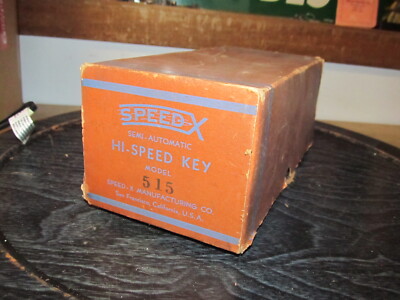 SPEED-X
SEMI-AUTOMATIC
HI-SPEED KEY
MODEL
515
SPEED-X MANUFACTURING CO.
San Francisco, California, U.S.A.